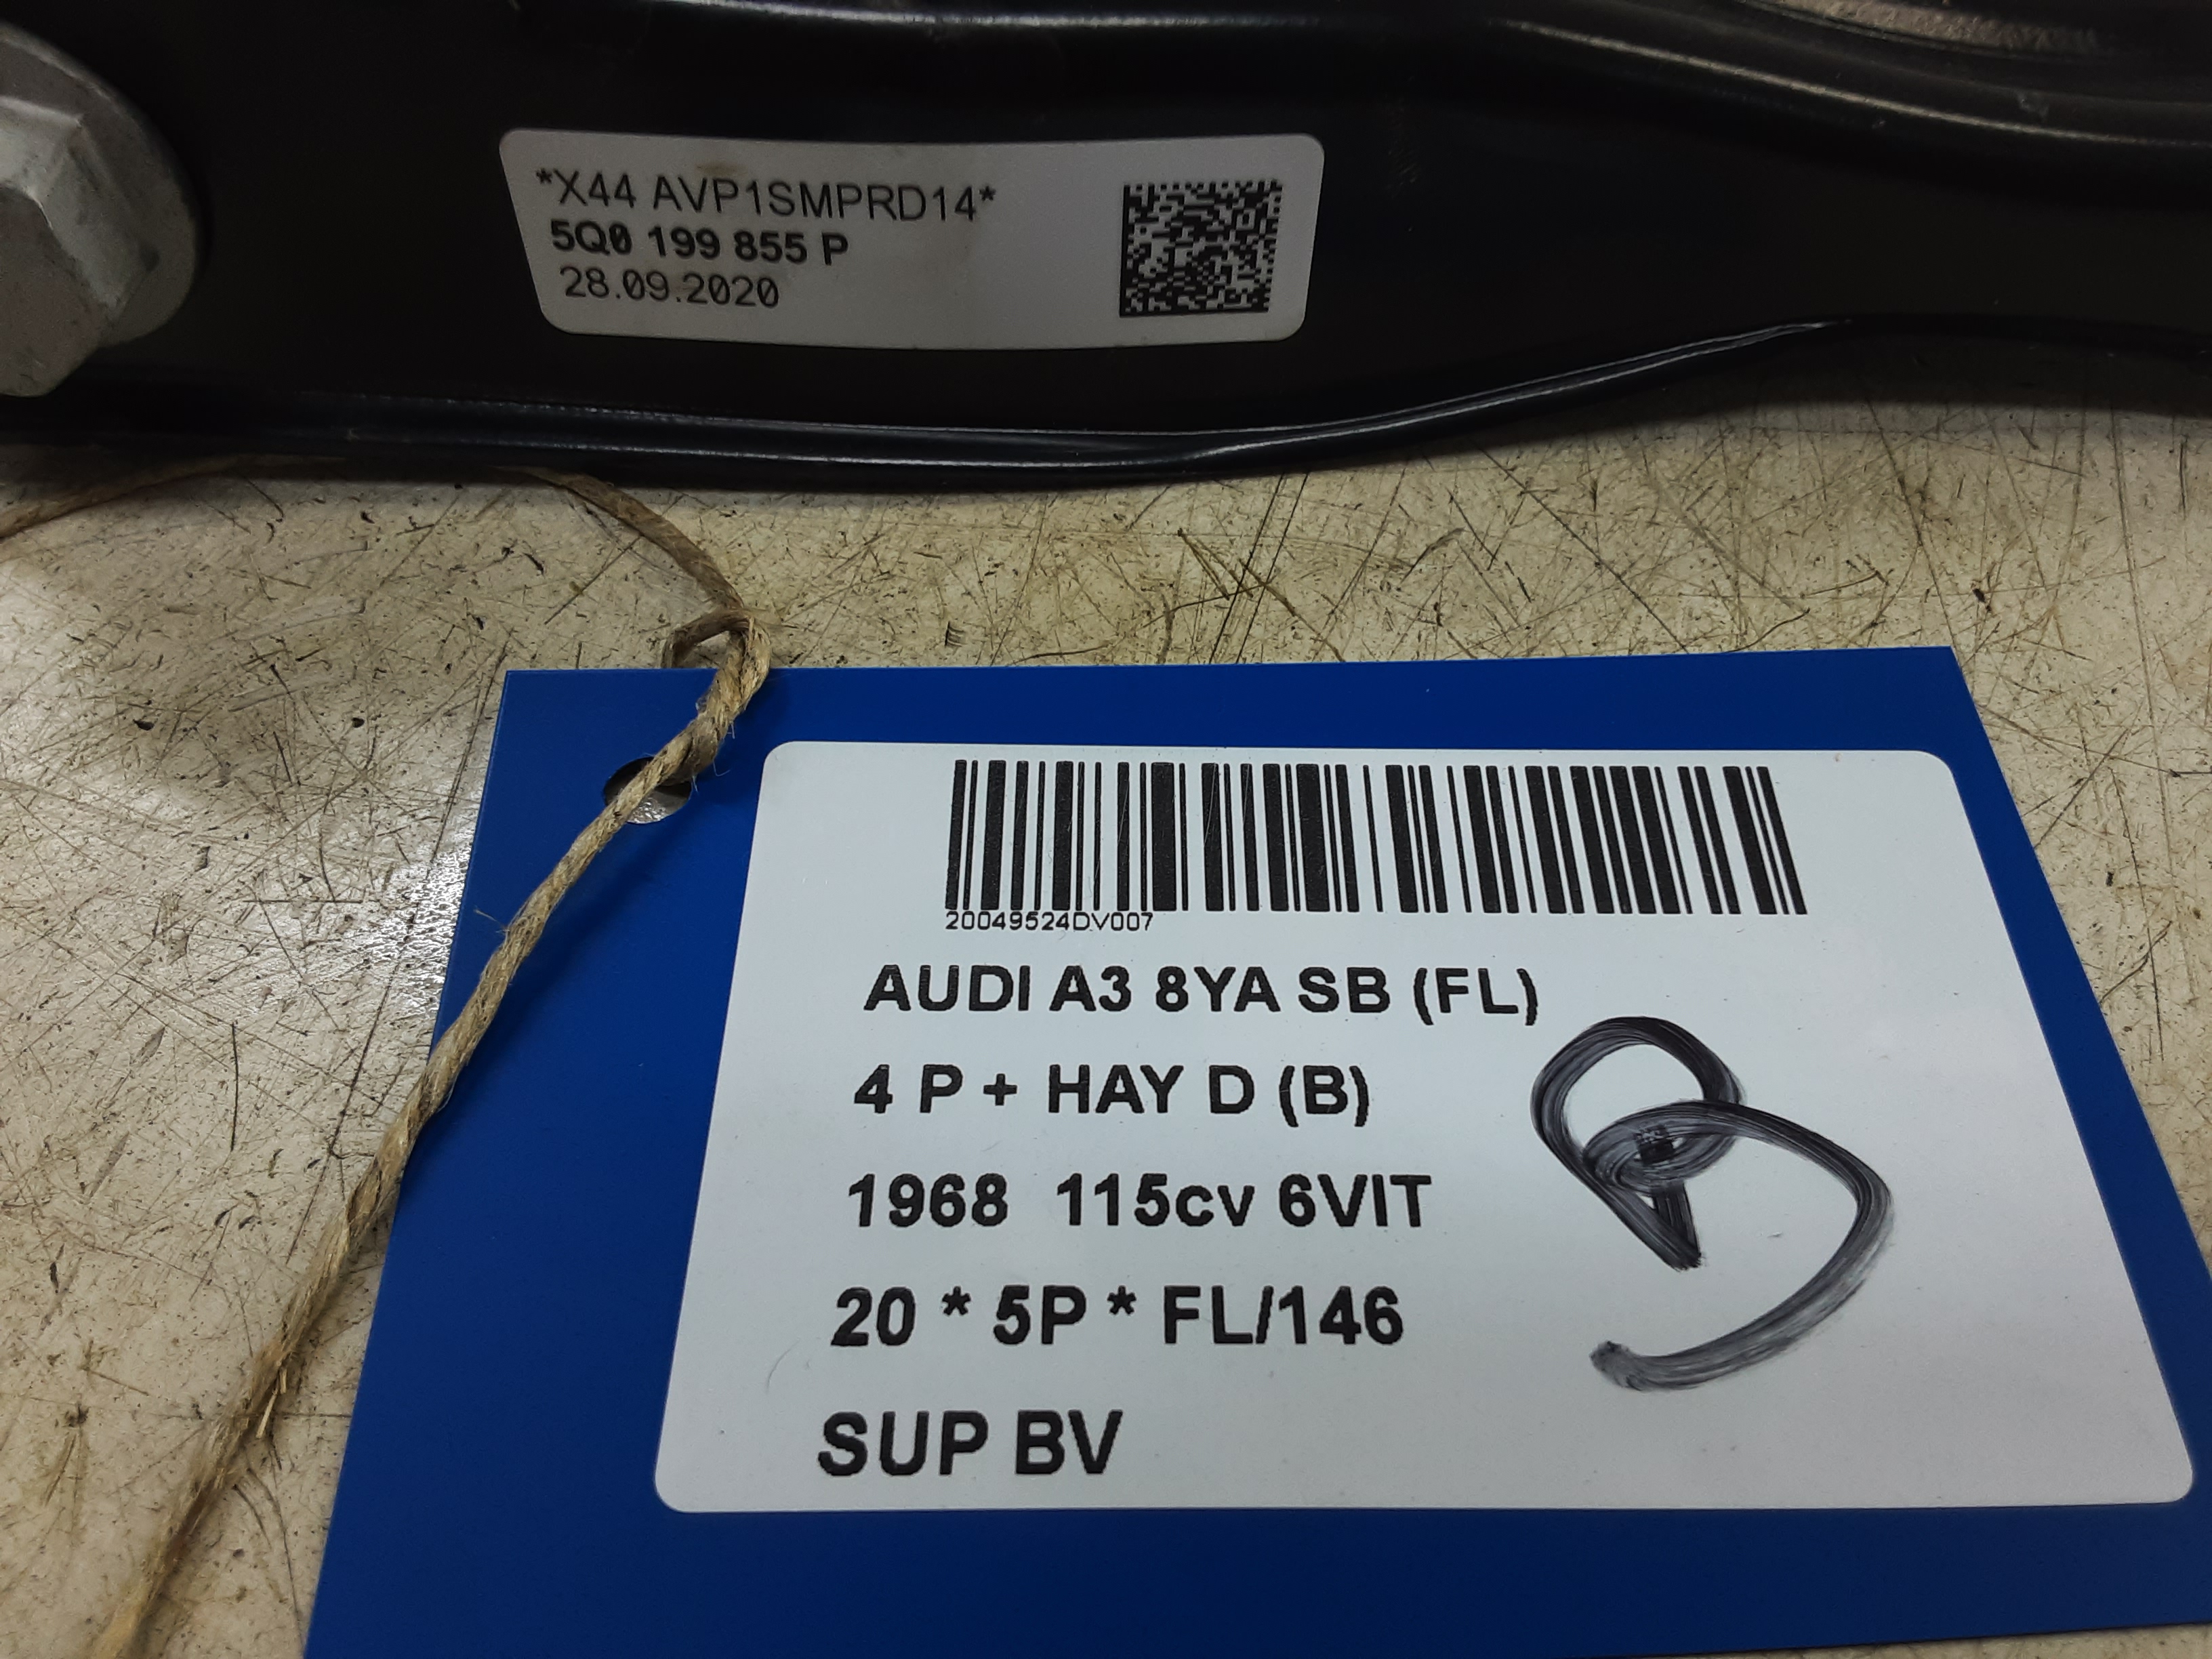 *X44 AVP1SMPRD14*
5Q0 199 855 P
28.09.2020
20049524DV007
AUDI A3 8YA SB (FL)
4 P + HAY D (B)
1968 115cv 6VIT
20 * 5P * FL/146
SUP BV